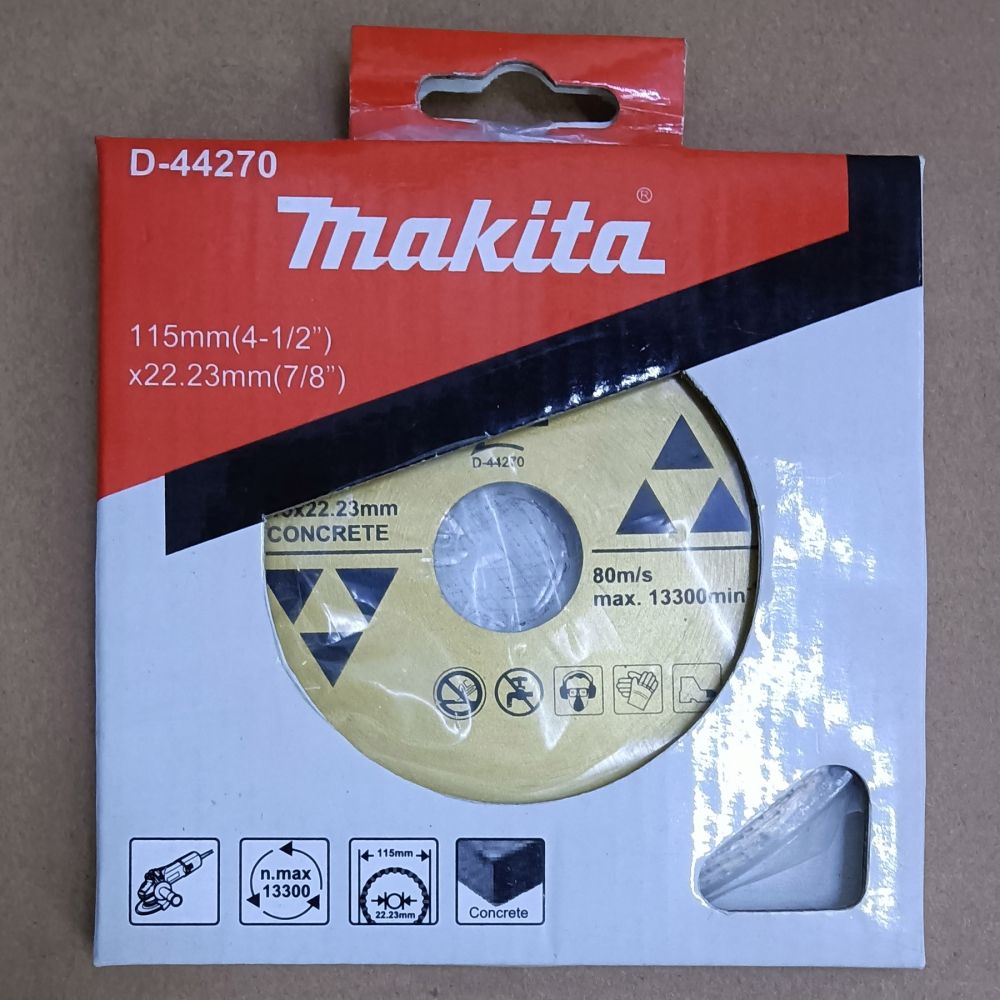 D-44270
makita®
115mm(4-1/2”)
x22.23mm(7/8”)
D-44270
x22.23mm
CONCRETE
80m/s
max. 13300min
n.max
13300
115mm
22.23mm
Concrete